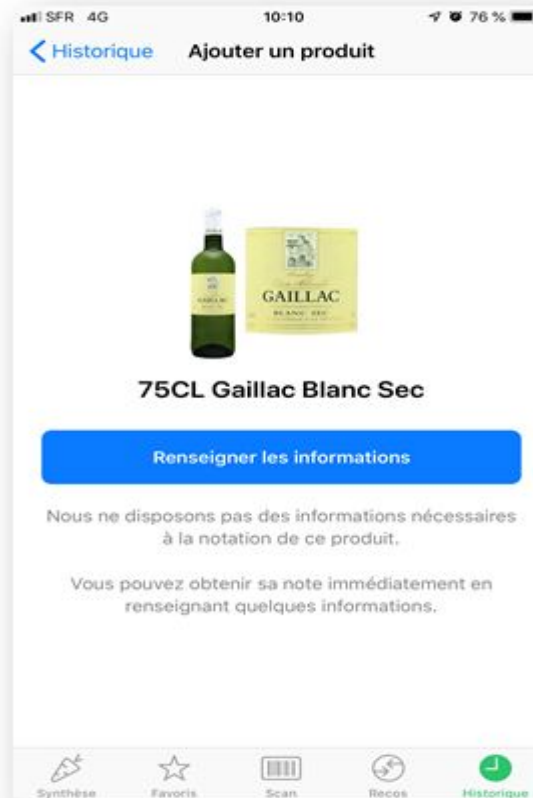 SFR 4G 10:10 76 %
Historique Ajouter un produit
GAILLAC
BLANC SEC
GAILLAC
75CL Gaillac Blanc Sec
Renseigner les informations
Nous ne disposons pas des informations nécessaires
à la notation de ce produit.
Vous pouvez obtenir sa note immédiatement en
renseignant quelques informations.
Synthèse Favoris Scan Recos Historique